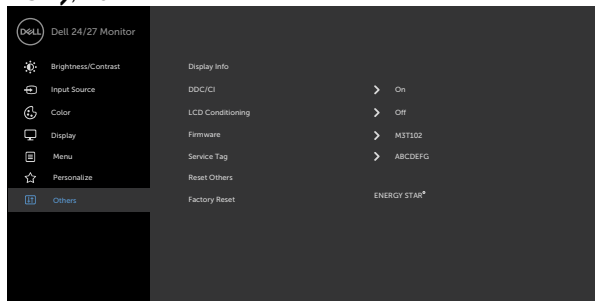 DELL Dell 24/27 Monitor
Brightness/Contrast Display Info
Input Source DDC/CI On
Color LCD Conditioning Off
Display Firmware M3T102
Menu Service Tag ABCDEFG
Personalize Reset Others
Others Factory Reset ENERGY STAR®